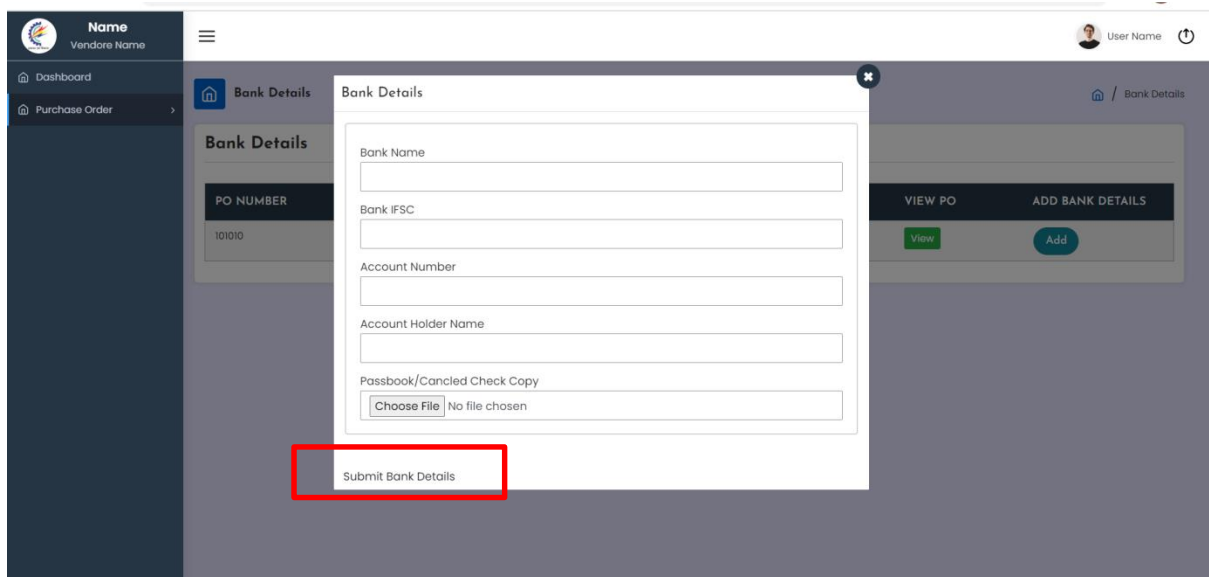 Name
Vendore Name
User Name
Dashboard
Purchase Order
Bank Details
Bank Details
Bank Details
Bank Details
PO NUMBER
VIEW PO
ADD BANK DETAILS
101010
View
Add
Bank Name
Bank IFSC
Account Number
Account Holder Name
Passbook/Cancled Check Copy
Choose File No file chosen
Submit Bank Details